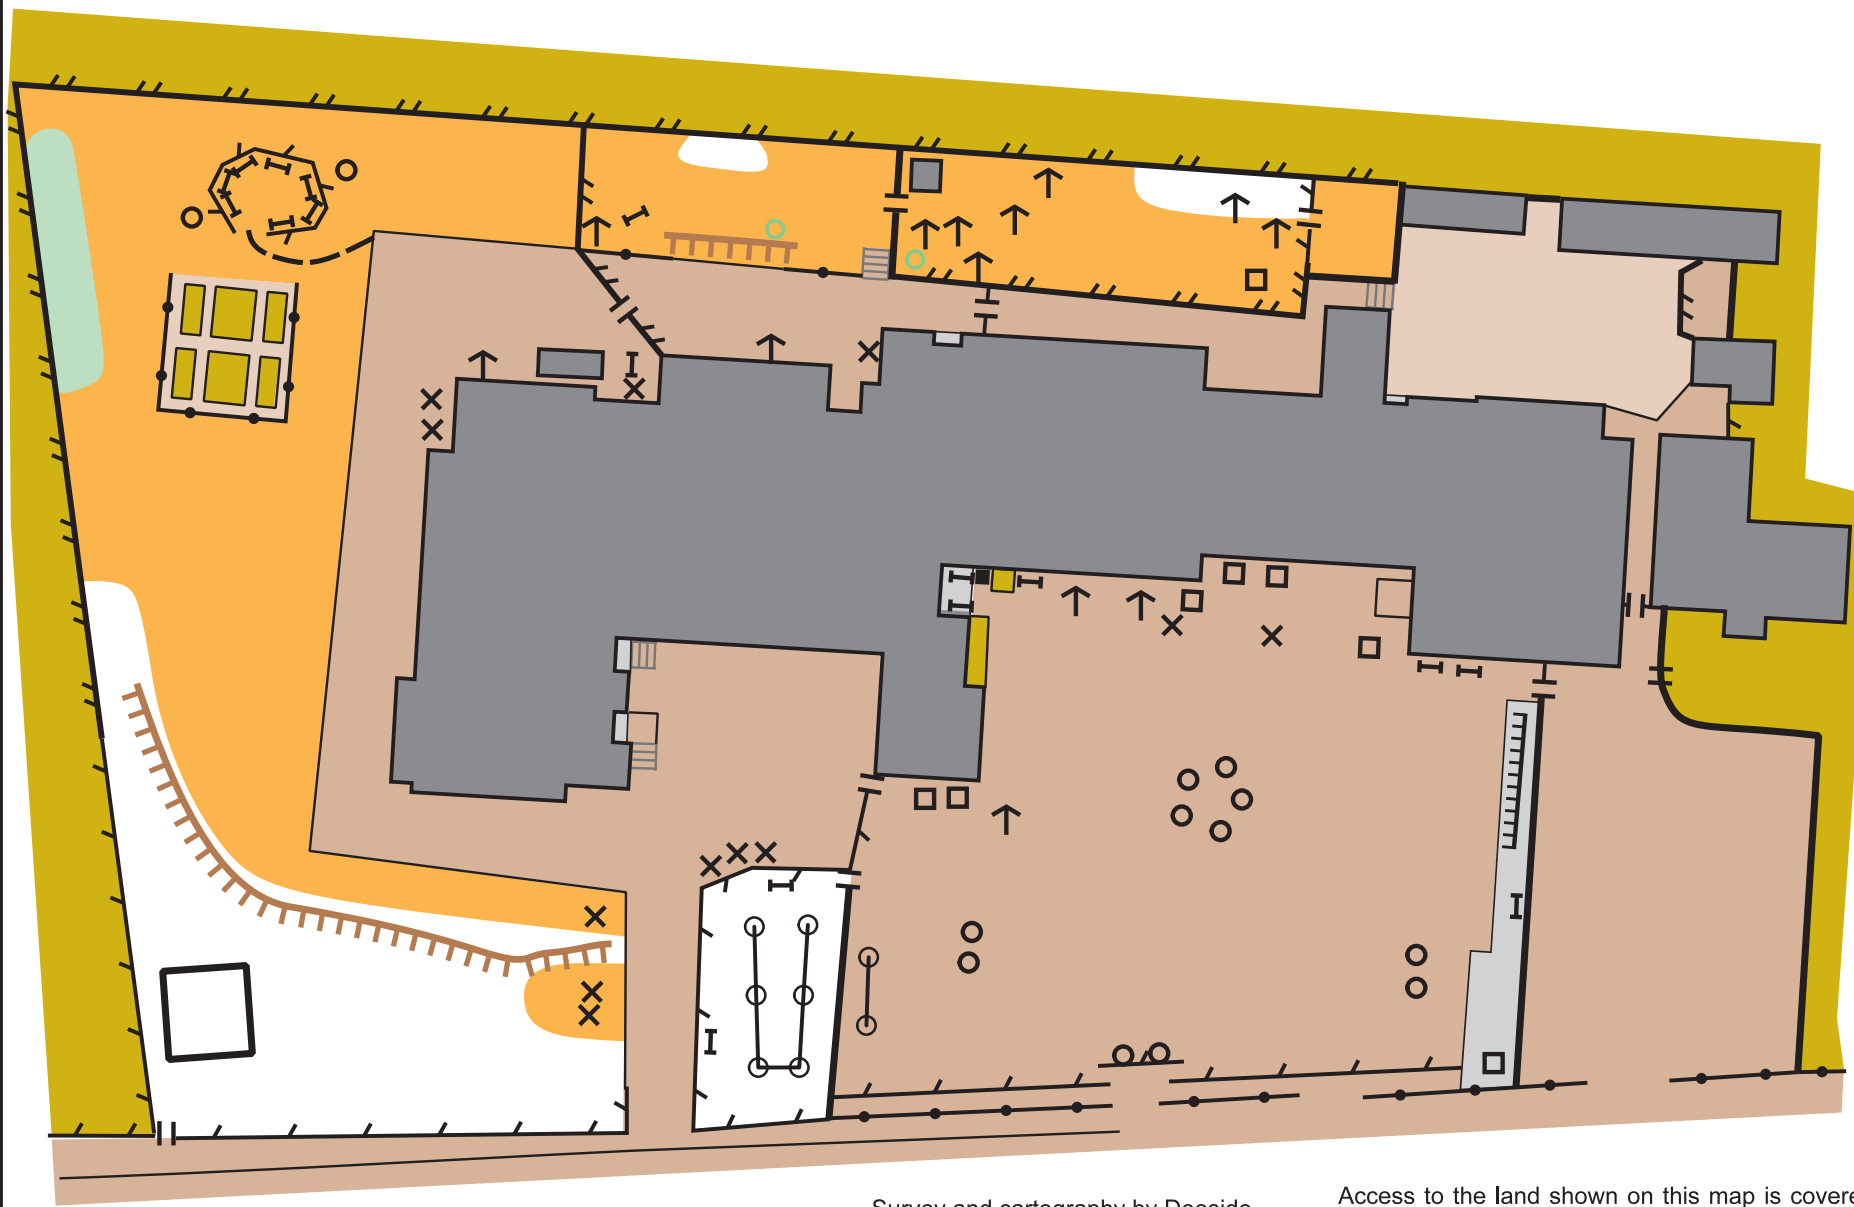 Survey and cartography by Deeside
Access to the land shown on this map is covere